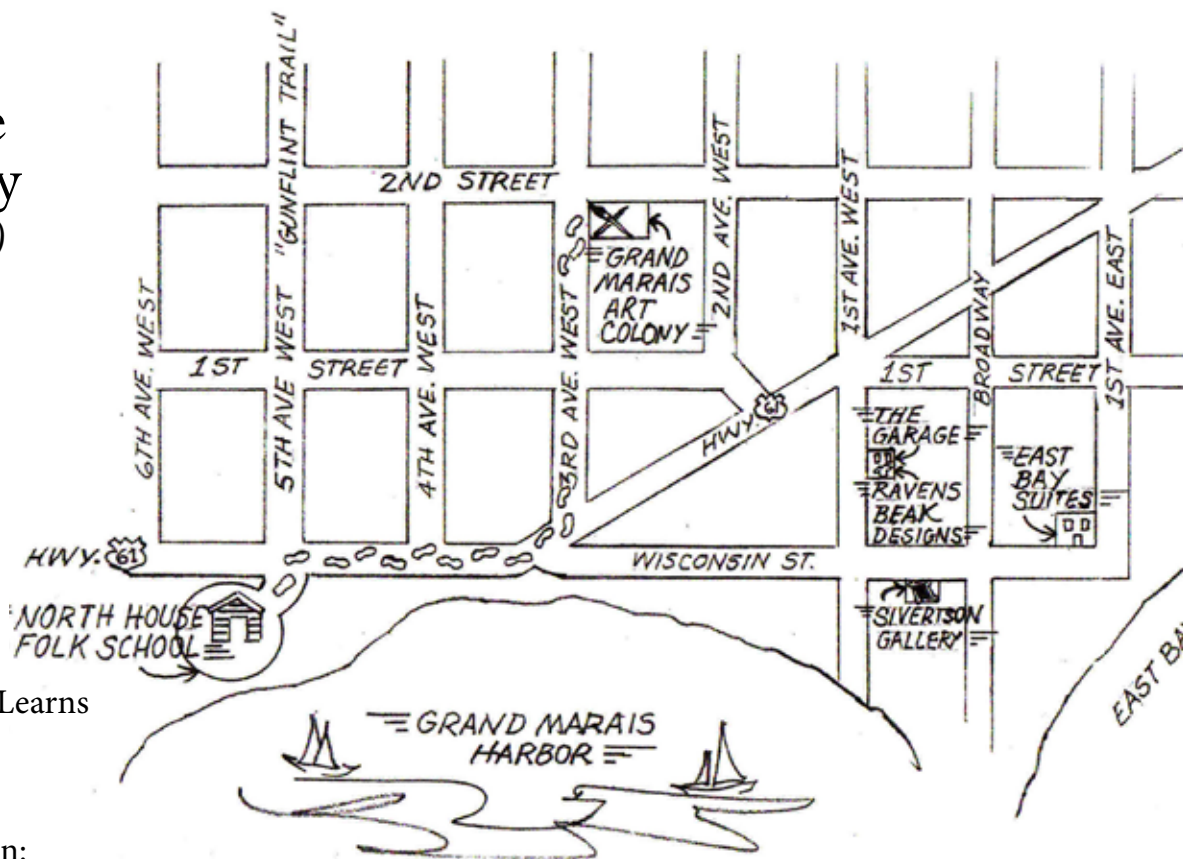 e
y
)
2ND STREET
6TH AVE. WEST
5TH AVE WEST "GUNFLINT TRAIL"
4TH AVE. WEST
3RD AVE. WEST
2ND AVE. WEST
1ST AVE. WEST
BROADWAY
1ST AVE. EAST
GRAND
MARAIS
ART
COLONY
1ST STREET
1ST STREET
HWY. 61
THE
GARAGE
RAVENS
BEAK
DESIGNS
EAST
BAY
SUITES
HWY. 61
WISCONSIN ST.
NORTH HOUSE
FOLK SCHOOL
SIVERTSON
GALLERY
EAST BAY
Learns
GRAND MARAIS
HARBOR
n: